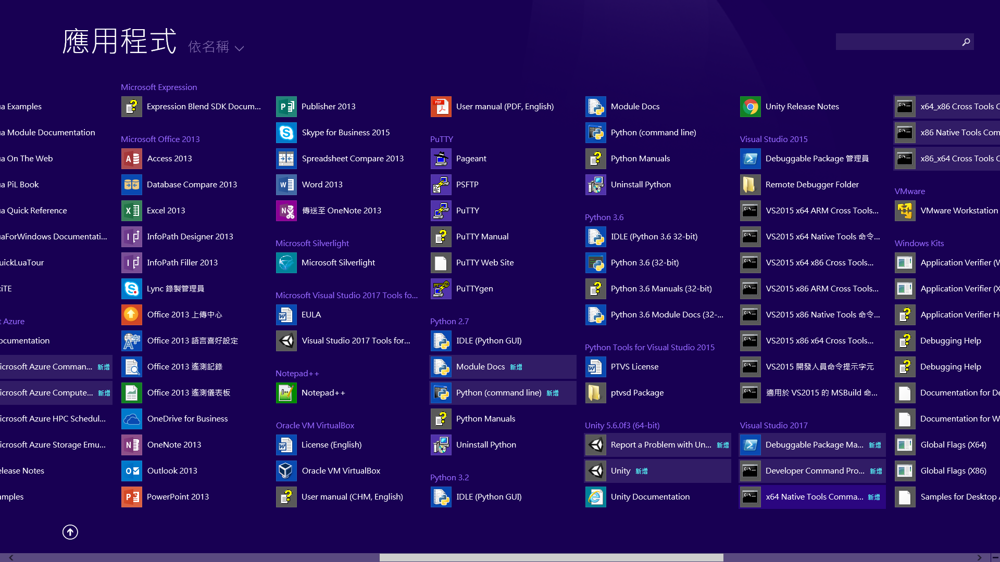 應用程式 依名稱
a Examples
a Module Documentation
a On The Web
a PiL Book
a Quick Reference
aForWindows Documentati...
uickLuaTour
iTE
t Azure
ocumentation
icrosoft Azure Comman... 新增
icrosoft Azure Compute... 新增
icrosoft Azure HPC Schedul...
icrosoft Azure Storage Emu...
elease Notes
amples
Microsoft Expression
Expression Blend SDK Docum...
Microsoft Office 2013
Access 2013
Database Compare 2013
Excel 2013
InfoPath Designer 2013
InfoPath Filler 2013
Lync 錄製管理員
Office 2013 上傳中心
Office 2013 語言喜好設定
Office 2013 遙測記錄
Office 2013 遙測儀表板
OneDrive for Business
OneNote 2013
Outlook 2013
PowerPoint 2013
Publisher 2013
Skype for Business 2015
Spreadsheet Compare 2013
Word 2013
傳送至 OneNote 2013
Microsoft Silverlight
Microsoft Silverlight
Microsoft Visual Studio 2017 Tools fo...
EULA
Visual Studio 2017 Tools for...
Notepad++
Notepad++
Oracle VM VirtualBox
License (English)
Oracle VM VirtualBox
User manual (CHM, English)
User manual (PDF, English)
PuTTY
Pageant
PSFTP
PuTTY
PuTTY Manual
PuTTY Web Site
PuTTYgen
Python 2.7
IDLE (Python GUI)
Module Docs 新增
Python (command line) 新增
Python Manuals
Uninstall Python
Python 3.2
IDLE (Python GUI)
Module Docs
Python (command line)
Python Manuals
Uninstall Python
Python 3.6
IDLE (Python 3.6 32-bit)
Python 3.6 (32-bit)
Python 3.6 Manuals (32-bit)
Python 3.6 Module Docs (32-...
Python Tools for Visual Studio 2015
PTVS License
ptvsd Package
Unity 5.6.0f3 (64-bit)
Report a Problem with Un... 新增
Unity 新增
Unity Documentation
Unity Release Notes
Visual Studio 2015
Debuggable Package 管理員
Remote Debugger Folder
VS2015 x64 ARM Cross Tools...
VS2015 x64 Native Tools 命令...
VS2015 x64 x86 Cross Tools...
VS2015 x86 ARM Cross Tools...
VS2015 x86 Native Tools 命令...
VS2015 x86 x64 Cross Tools...
VS2015 開發人員命令提示字元
適用於 VS2015 的 MSBuild 命...
Visual Studio 2017
Debuggable Package Ma... 新增
Developer Command Pro... 新增
x64 Native Tools Comma... 新增
x64_x86 Cross Tools C
x86 Native Tools Com
x86_x64 Cross Tools C
VMware
VMware Workstation
Windows Kits
Application Verifier (W
Application Verifier (X
Application Verifier He
Debugging Help
Debugging Help
Documentation for De
Documentation for W
Global Flags (X64)
Global Flags (X86)
Samples for Desktop A